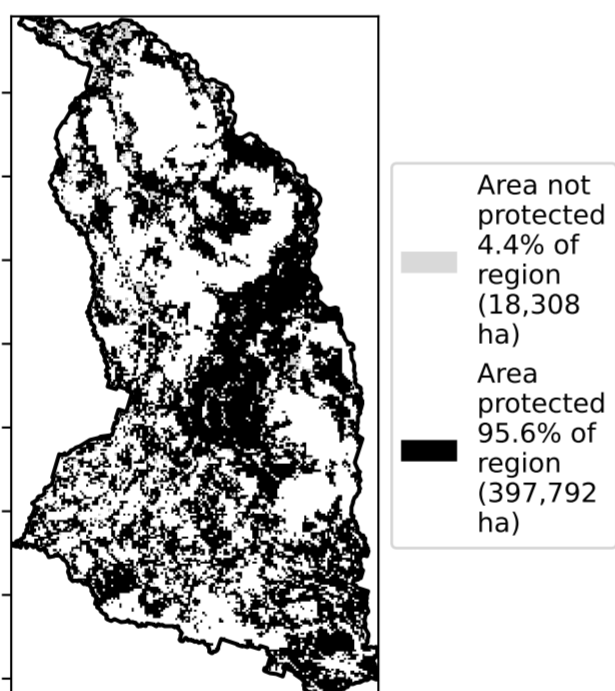 Area not
protected
4.4% of
region
(18,308
ha)
Area
protected
95.6% of
region
(397,792
ha)